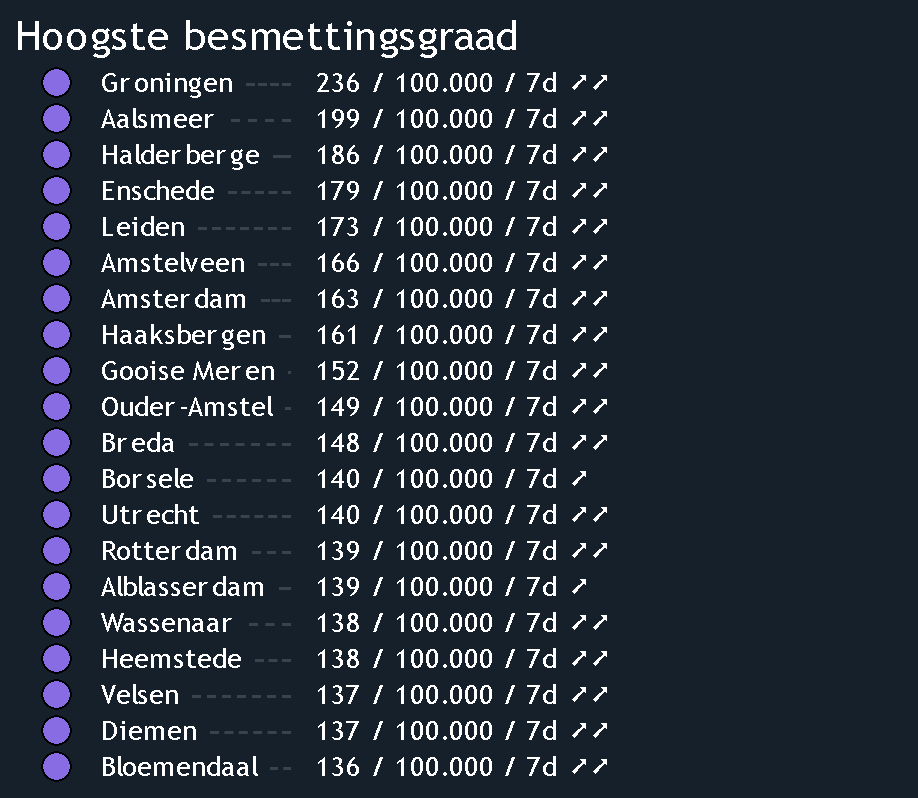 Hoogste besmettingsgraad
Groningen ---- 236 / 100.000 / 7d ↗↗
Aalsmeer ---- 199 / 100.000 / 7d ↗↗
Halderberge — 186 / 100.000 / 7d ↗↗
Enschede ----- 179 / 100.000 / 7d ↗↗
Leiden ------- 173 / 100.000 / 7d ↗↗
Amstelveen --- 166 / 100.000 / 7d ↗↗
Amsterdam --- 163 / 100.000 / 7d ↗↗
Haaksbergen - 161 / 100.000 / 7d ↗↗
Gooise Meren · 152 / 100.000 / 7d ↗↗
Ouder-Amstel - 149 / 100.000 / 7d ↗↗
Breda ------- 148 / 100.000 / 7d ↗↗
Borsele ------ 140 / 100.000 / 7d ↗
Utrecht ------ 140 / 100.000 / 7d ↗↗
Rotterdam --- 139 / 100.000 / 7d ↗↗
Alblasserdam - 139 / 100.000 / 7d ↗
Wassenaar --- 138 / 100.000 / 7d ↗↗
Heemstede --- 138 / 100.000 / 7d ↗↗
Velsen ------- 137 / 100.000 / 7d ↗↗
Diemen ------ 137 / 100.000 / 7d ↗↗
Bloemendaal -- 136 / 100.000 / 7d ↗↗